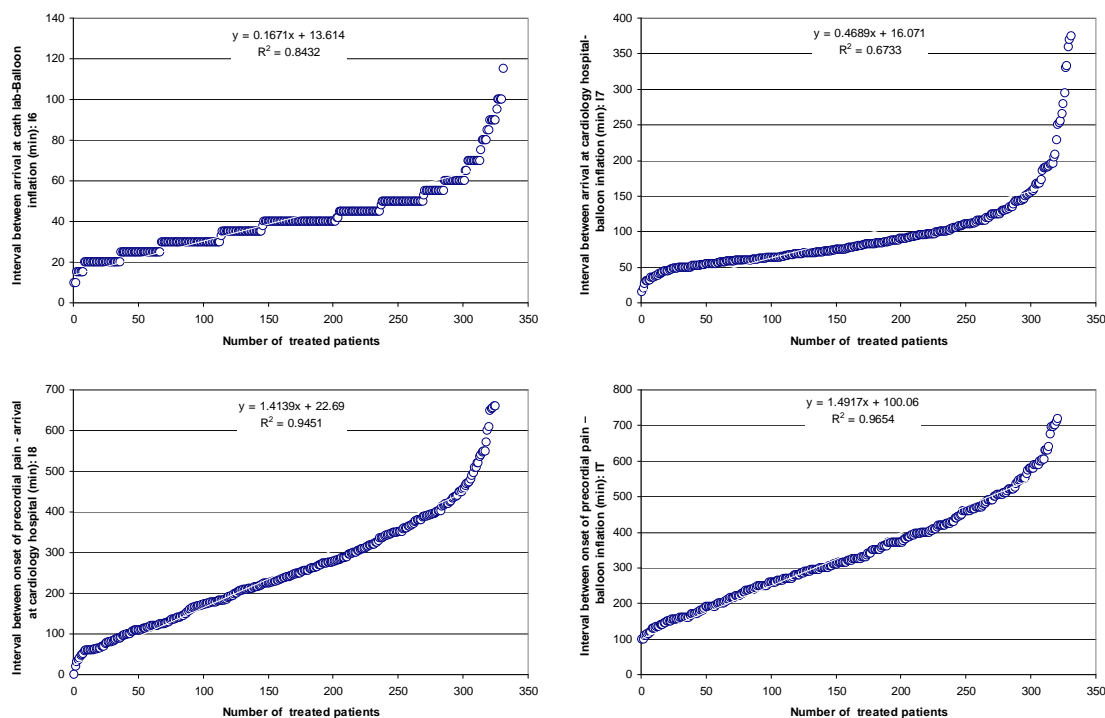 Interval between arrival at cath lab-Balloon
inflation (min): I6
140
120
100
80
60
40
20
0
y = 0.1671x + 13.614
R² = 0.8432
0 50 100 150 200 250 300 350
Number of treated patients
Interval between arrival at cardiology hospital-
balloon inflation (min): I7
400
350
300
250
200
150
100
50
0
y = 0.4689x + 16.071
R² = 0.6733
0 50 100 150 200 250 300 350
Number of treated patients
Interval between onset of precordial pain - arrival
at cardiology hospital (min): I8
700
600
500
400
300
200
100
0
y = 1.4139x + 22.69
R² = 0.9451
0 50 100 150 200 250 300 350
Number of treated patients
Interval between onset of precordial pain –
balloon inflation (min): IT
800
700
600
500
400
300
200
100
0
y = 1.4917x + 100.06
R² = 0.9654
0 50 100 150 200 250 300 350
Number of treated patients